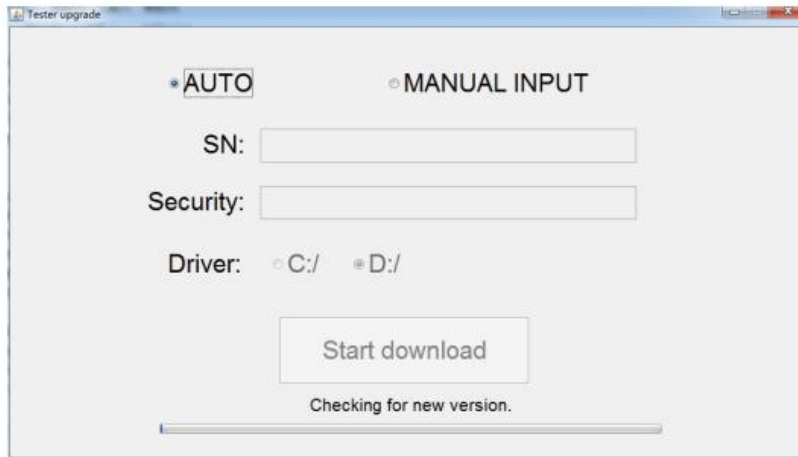 Tester upgrade
AUTO MANUAL INPUT
SN:
Security:
Driver: C:/ D:/
Start download
Checking for new version.